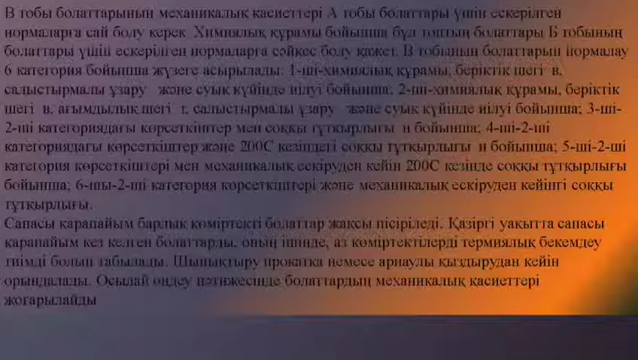 В тобы болаттарының механикалық қасиеттері А тобы болаттары үшін ескерілген
нормаларға сай болу керек. Химиялық құрамы бойынша бұл топтың болаттары Б тобының
болаттары үшін ескерілген нормаларға сәйкес болу қажет. В тобының болаттарын нормалау
6 категория бойынша жүзеге асырылады: 1-ші-химиялық құрамы, беріктік шегі в,
салыстырмалы ұзару және суық күйінде иілуі бойынша; 2-ші-химиялық құрамы, беріктік
шегі в, ағымдылық шегі т, салыстырмалы ұзару және суық күйінде иілуі бойынша; 3-ші-
2-ші категориядағы көрсеткіштер мен соққы тұтқырлығы н бойынша; 4-ші-2-ші
категориядағы көрсеткіштер және 200С кезіндегі соққы тұтқырлығы н бойынша; 5-ші-2-ші
категория көрсеткіштері мен механикалық ескіруден кейін 200С кезінде соққы тұтқырлығы
бойынша; 6-шы-2-ші категория көрсеткіштері және механикалық ескіруден кейінгі соққы
тұтқырлығы.
Сапасы қарапайым барлық көміртекті болаттар жақсы пісіріледі. Қазіргі уақытта сапасы
қарапайым кез келген болаттарды, оның ішінде, аз көміртектілерді термиялық бекемдеу
тиімді болып табылады. Шынықтыру прокатка немесе арнаулы қыздырудан кейін
орындалады. Осылай өңдеу нәтижесінде болаттардың механикалық қасиеттері
жоғарылайды